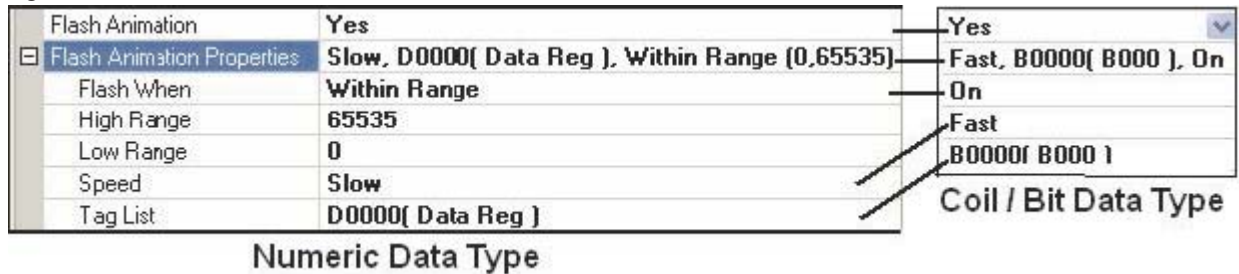 Flash Animation Yes
Flash Animation Properties Slow, D0000( Data Reg ), Within Range (0,65535)
Flash When Within Range
High Range 65535
Low Range 0
Speed Slow
Tag List D0000( Data Reg )
Numeric Data Type
Yes
Fast, B0000( B000 ), On
On
Fast
B0000( B000 )
Coil / Bit Data Type